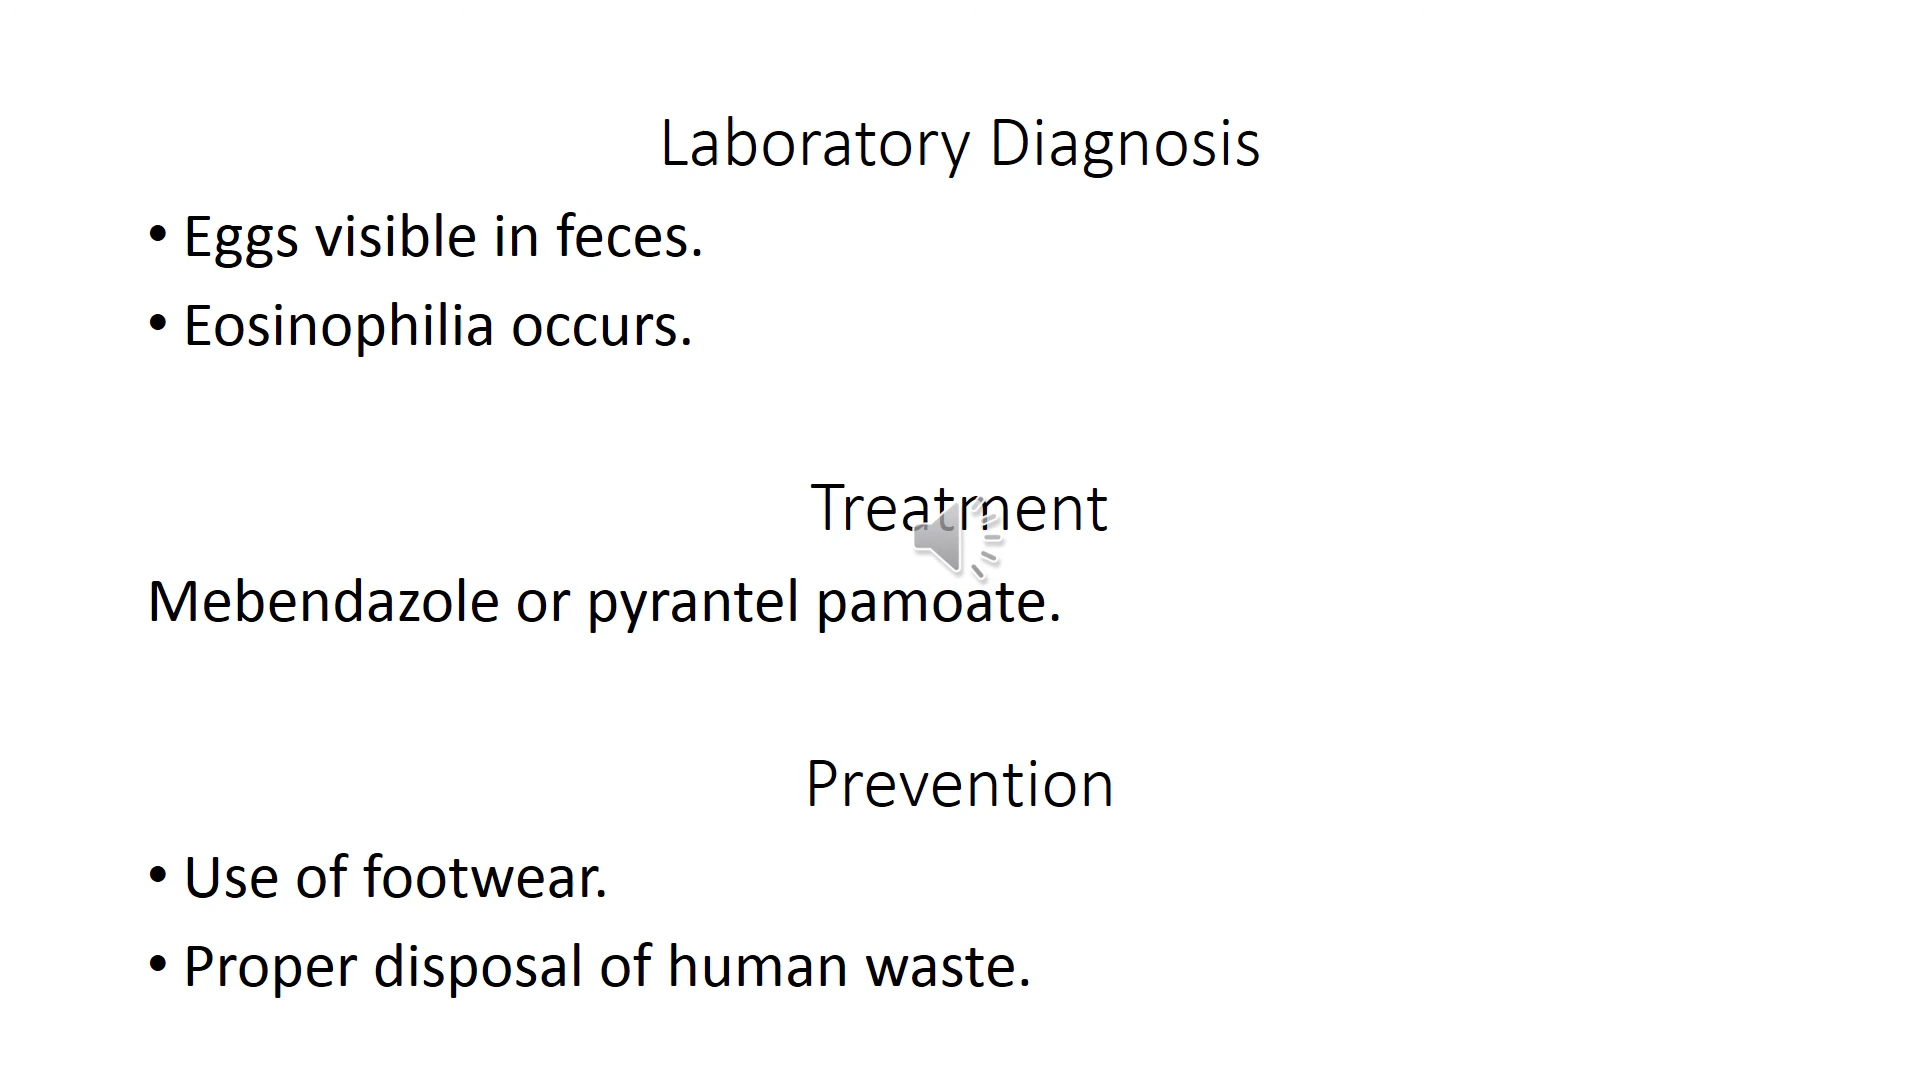 Laboratory Diagnosis
• Eggs visible in feces.
• Eosinophilia occurs.
Treatment
Mebendazole or pyrantel pamoate.
Prevention
• Use of footwear.
• Proper disposal of human waste.